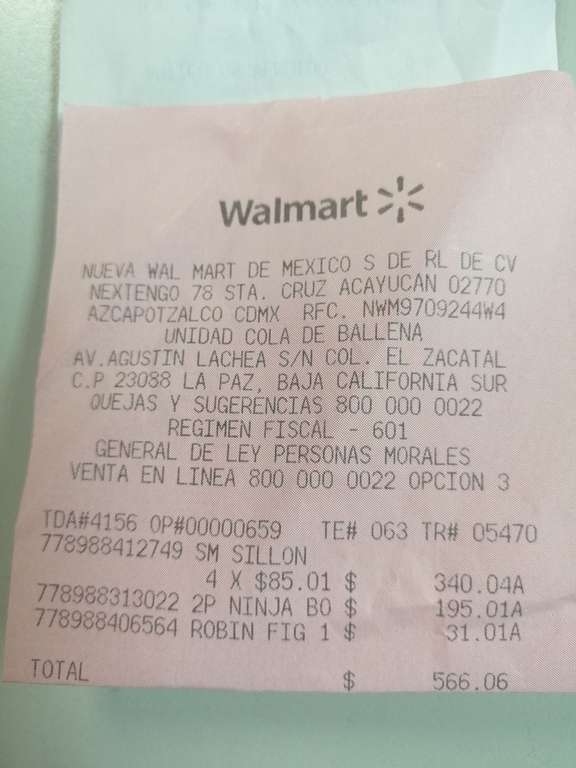 Walmart
NUEVA WAL MART DE MEXICO S DE RL DE CV
NEXTENGO 78 STA. CRUZ ACAYUCAN 02770
AZCAPOTZALCO CDMX RFC. NWM9709244W4
UNIDAD COLA DE BALLENA
AV.AGUSTIN LACHEA S/N COL. EL ZACATAL
C.P 23088 LA PAZ, BAJA CALIFORNIA SUR
QUEJAS Y SUGERENCIAS 800 000 0022
REGIMEN FISCAL - 601
GENERAL DE LEY PERSONAS MORALES
VENTA EN LINEA 800 000 0022 OPCION 3
TDA#4156 OP#00000659 TE# 063 TR# 05470
778988412749 SM SILLON
4 X $85.01 $ 340.04A
778988313022 2P NINJA BO $ 195.01A
778988406564 ROBIN FIG 1 $ 31.01A
TOTAL $ 566.06